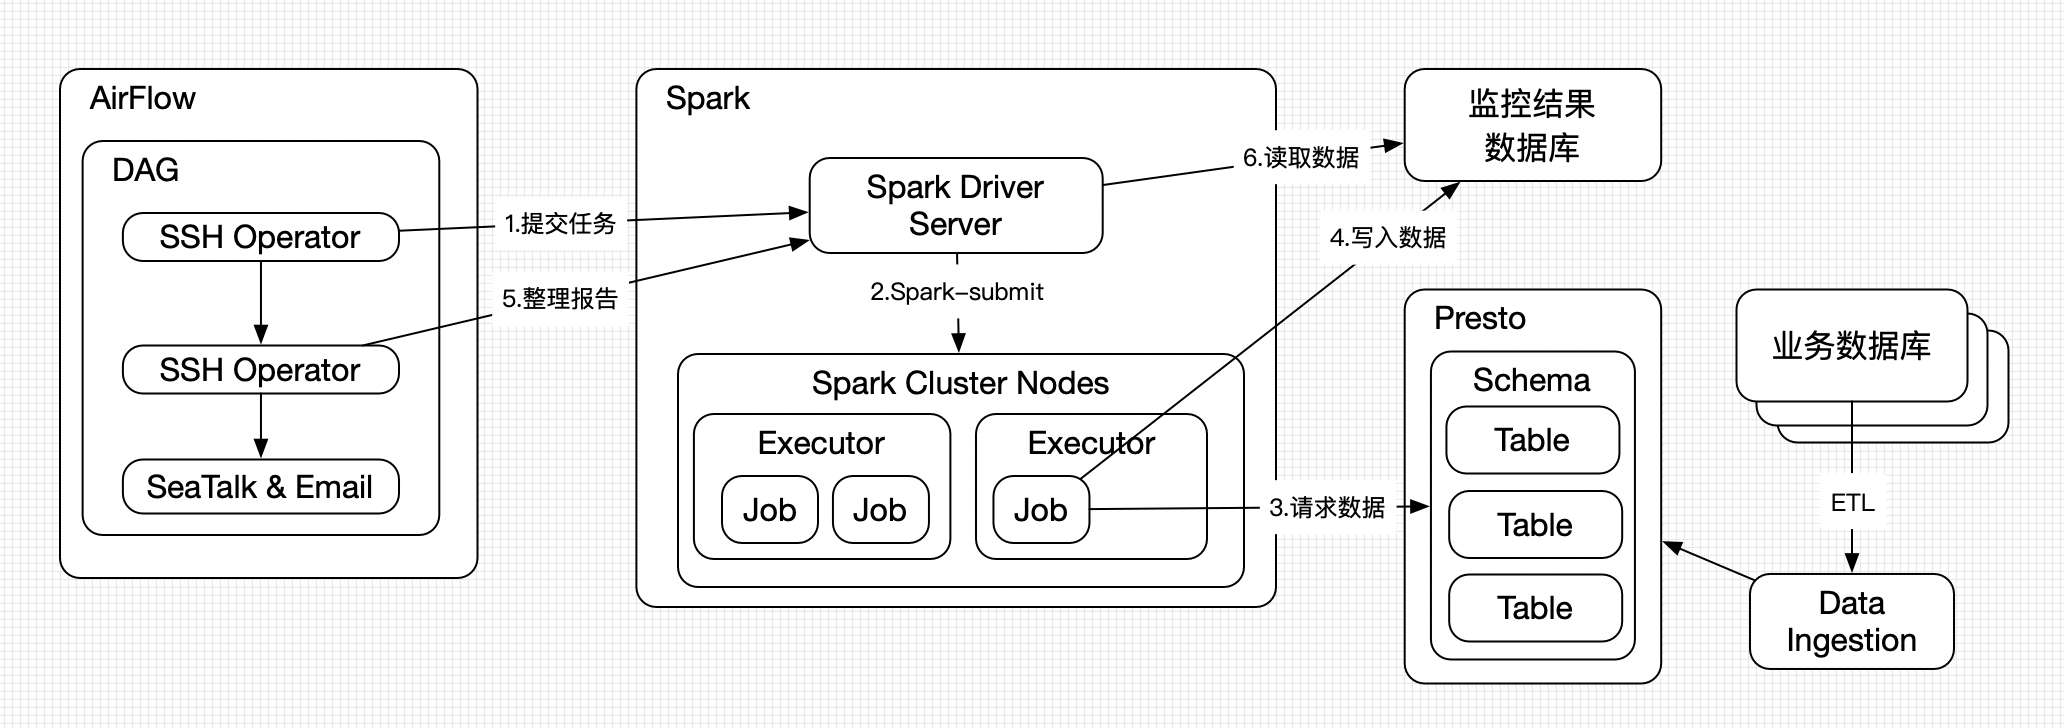 AirFlow
DAG
SSH Operator
SSH Operator
SeaTalk & Email
1.提交任务
5.整理报告
Spark
Spark Driver
Server
2.Spark-submit
Spark Cluster Nodes
Executor
Job
Job
Executor
Job
6.读取数据
4.写入数据
3.请求数据
监控结果
数据库
Presto
Schema
Table
Table
Table
业务数据库
ETL
Data
Ingestion